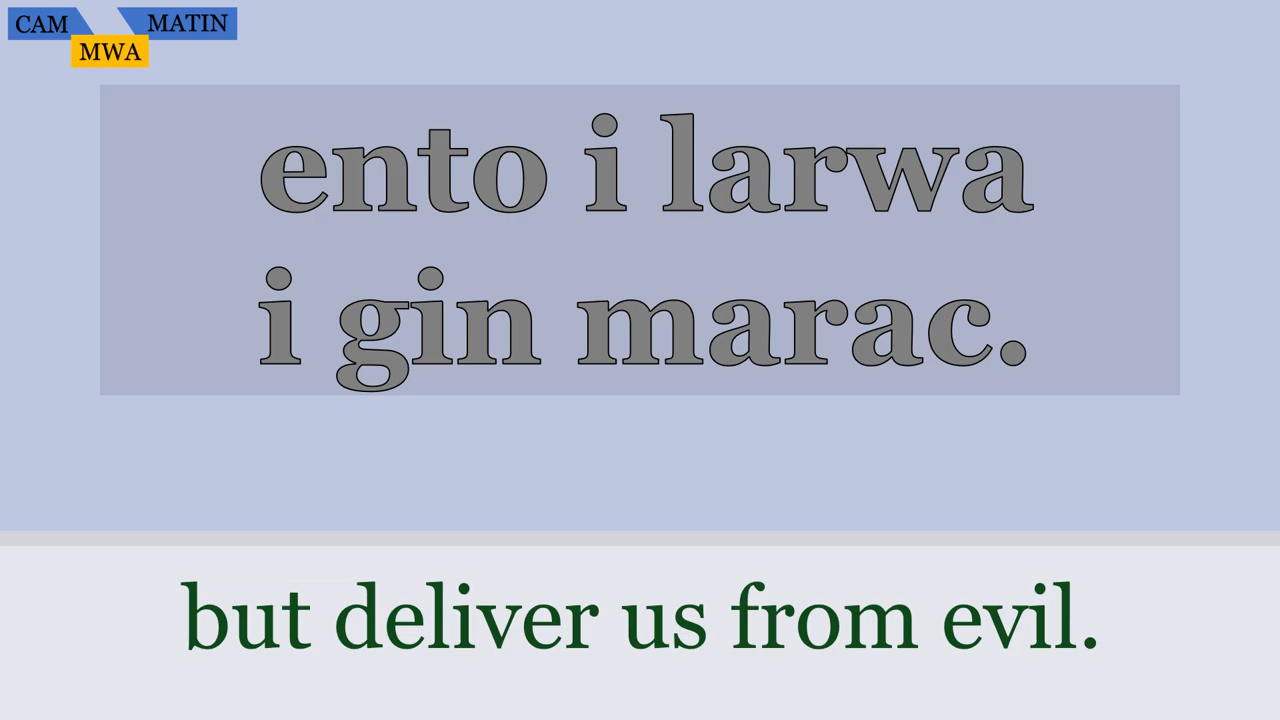 CAM MATIN
MWA
ento i larwa
i gin marac.
but deliver us from evil.